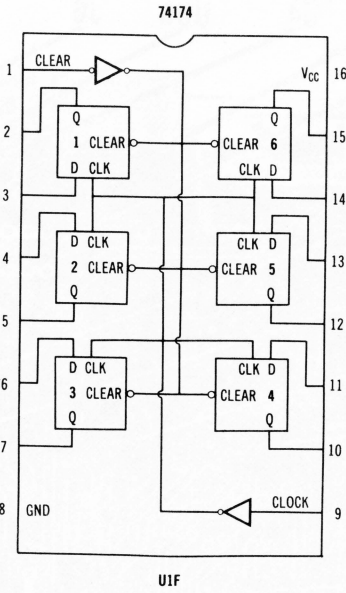 74174
1 CLEAR VCC 16
Q Q
2 1 CLEAR CLEAR 6 15
D CLK CLK D
3 14
D CLK CLK D
4 2 CLEAR CLEAR 5 13
Q Q
5 12
D CLK CLK D
6 3 CLEAR CLEAR 4 11
Q Q
7 10
8 GND CLOCK 9
U1F